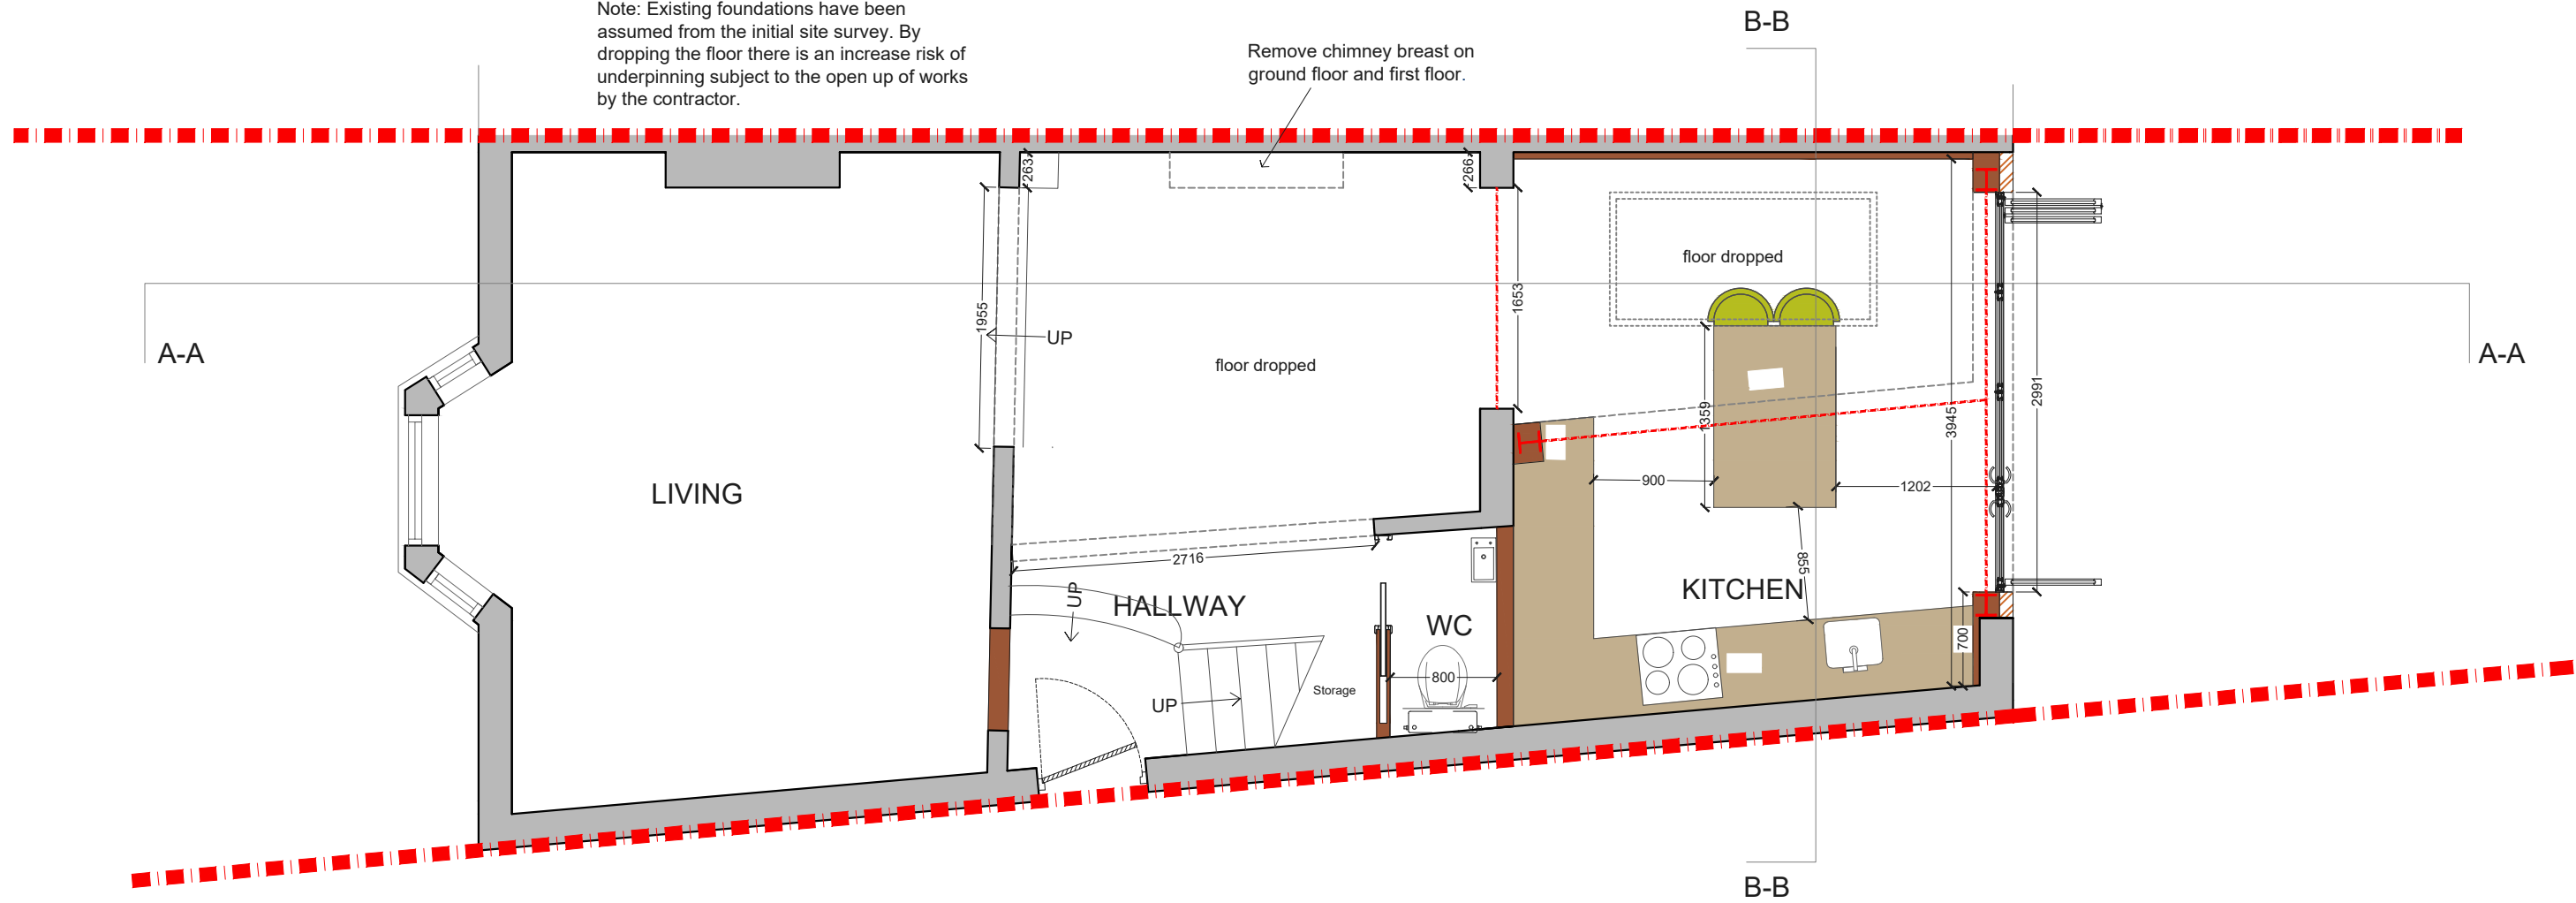 Note: Existing foundations have been
assumed from the initial site survey. By
dropping the floor there is an increase risk of
underpinning subject to the open up of works
by the contractor.
Remove chimney breast on
ground floor and first floor.
B-B
263
266
floor dropped
1955
UP
1653
A-A
A-A
floor dropped
2991
1359
3945
LIVING
900
1202
2716
855
UP
HALLWAY
KITCHEN
WC
700
UP
Storage
800
B-B